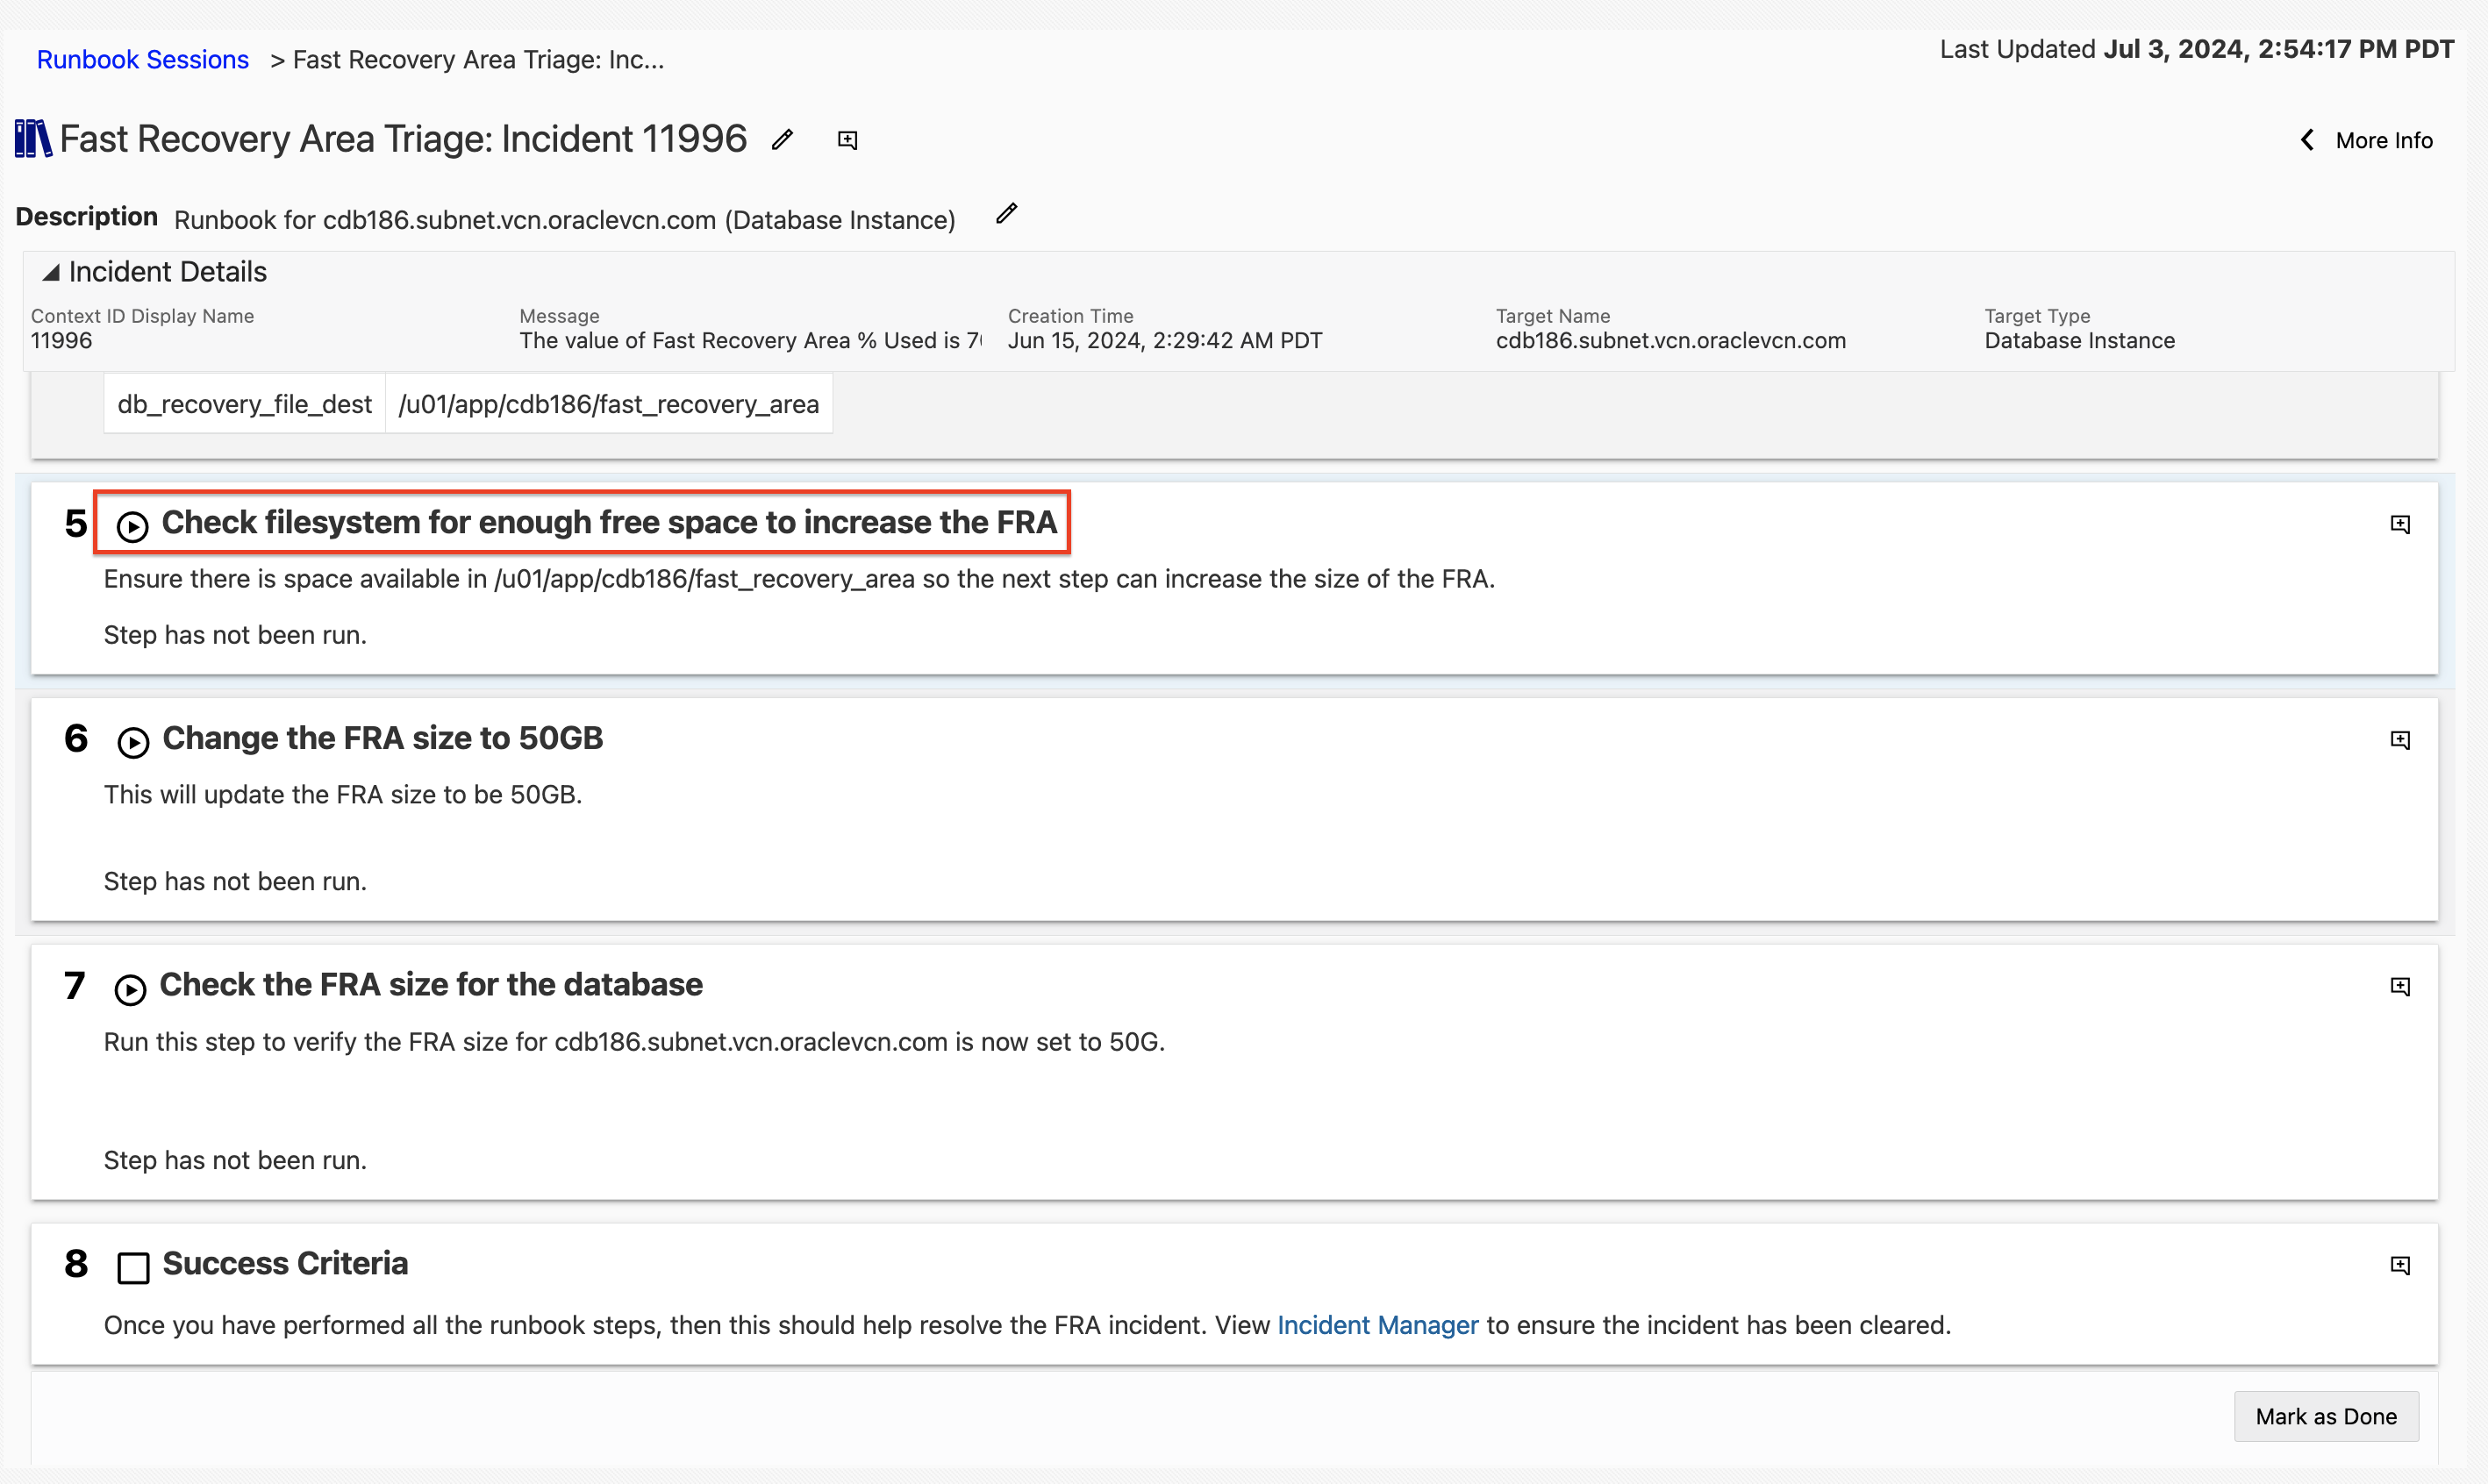 Runbook Sessions > Fast Recovery Area Triage: Inc...
Last Updated Jul 3, 2024, 2:54:17 PM PDT
Fast Recovery Area Triage: Incident 11996
More Info
Description Runbook for cdb186.subnet.vcn.oraclevcn.com (Database Instance)
Incident Details
Context ID Display Name
11996
Message
The value of Fast Recovery Area % Used is
Creation Time
Jun 15, 2024, 2:29:42 AM PDT
Target Name
cdb186.subnet.vcn.oraclevcn.com
Target Type
Database Instance
db_recovery_file_dest /u01/app/cdb186/fast_recovery_area
5 Check filesystem for enough free space to increase the FRA
Ensure there is space available in /u01/app/cdb186/fast_recovery_area so the next step can increase the size of the FRA.
Step has not been run.
6 Change the FRA size to 50GB
This will update the FRA size to be 50GB.
Step has not been run.
7 Check the FRA size for the database
Run this step to verify the FRA size for cdb186.subnet.vcn.oraclevcn.com is now set to 50G.
Step has not been run.
8 Success Criteria
Once you have performed all the runbook steps, then this should help resolve the FRA incident. View Incident Manager to ensure the incident has been cleared.
Mark as Done